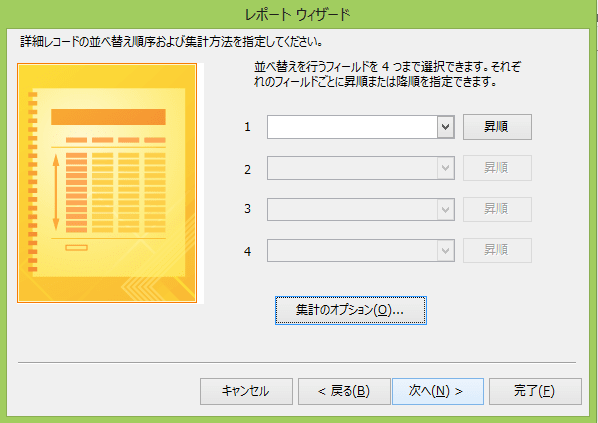 レポート ウィザード
詳細レコードの並べ替え順序および集計方法を指定してください。
並べ替えを行うフィールドを 4 つまで選択できます。それぞ
れのフィールドごとに昇順または降順を指定できます。
1 昇順
2 昇順
3 昇順
4 昇順
集計のオプション(O)...
キャンセル < 戻る(B) 次へ(N) > 完了(F)